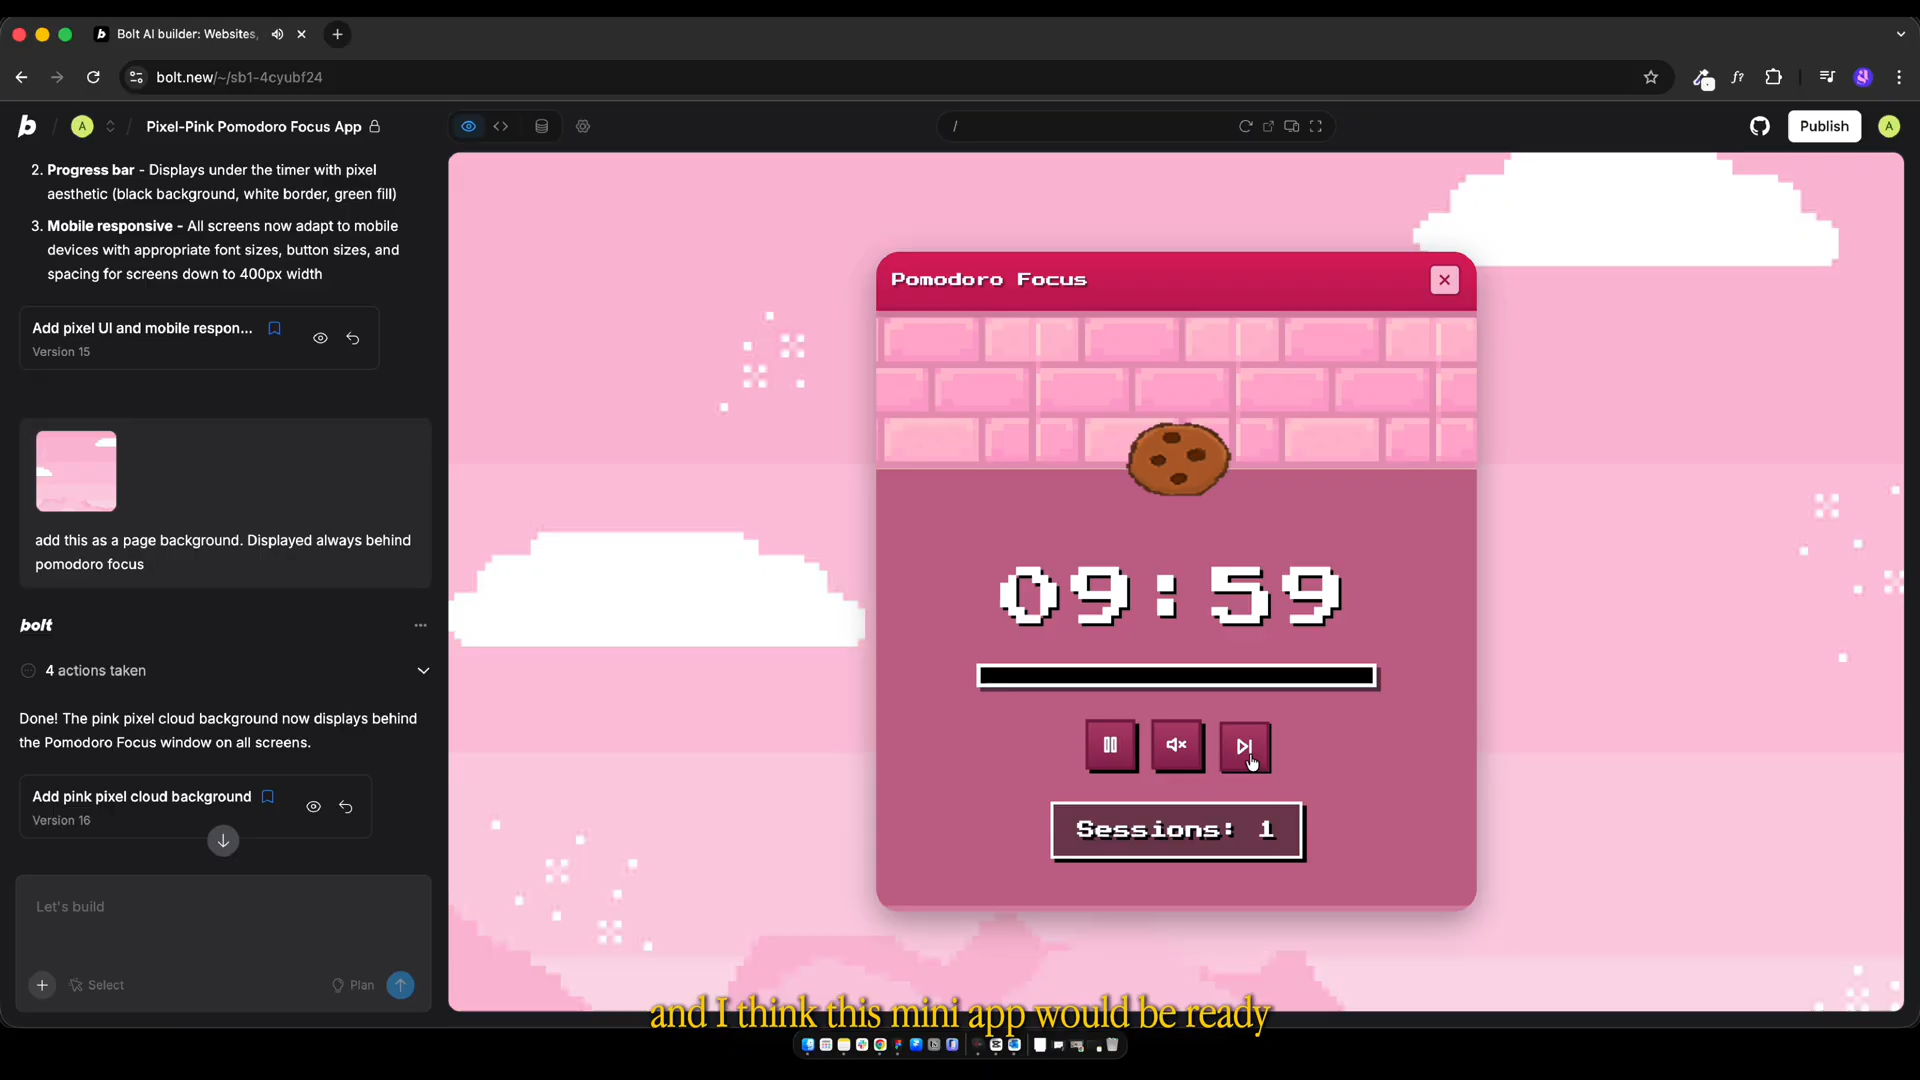 Bolt AI builder: Websites,
bolt.new/~/sb1-4cyubf24
b
A
Pixel-Pink Pomodoro Focus App
/
Publish
A
2. Progress bar - Displays under the timer with pixel
aesthetic (black background, white border, green fill)
3. Mobile responsive - All screens now adapt to mobile
devices with appropriate font sizes, button sizes, and
spacing for screens down to 400px width
Add pixel UI and mobile respon...
Version 15
add this as a page background. Displayed always behind
pomodoro focus
bolt
4 actions taken
Done! The pink pixel cloud background now displays behind
the Pomodoro Focus window on all screens.
Add pink pixel cloud background
Version 16
Let's build
Select
Plan
Pomodoro Focus
09:59
Sessions: 1
and I think this mini app would be ready